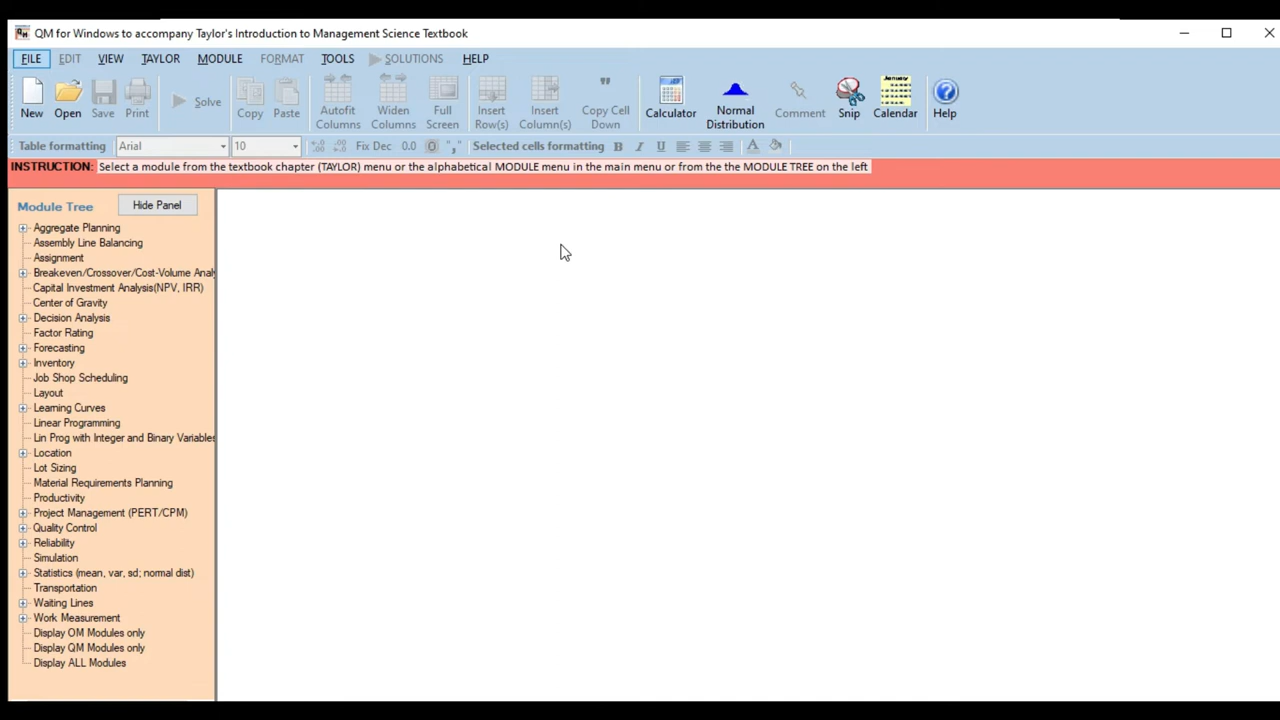 QM for Windows to accompany Taylor's Introduction to Management Science Textbook
FILE EDIT VIEW TAYLOR MODULE FORMAT TOOLS SOLUTIONS HELP
New Open Save Print Solve Copy Paste Autofit Columns Widen Columns Full Screen Insert Row(s) Insert Column(s) Copy Cell Down Calculator Normal Distribution Comment Snip January Calendar Help
Table formatting Arial 10 Fix Dec 0.0 0 "," Selected cells formatting B I U A
INSTRUCTION: Select a module from the textbook chapter (TAYLOR) menu or the alphabetical MODULE menu in the main menu or from the the MODULE TREE on the left
Module Tree Hide Panel
Aggregate Planning
Assembly Line Balancing
Assignment
Breakeven/Crossover/Cost-Volume Analy
Capital Investment Analysis(NPV, IRR)
Center of Gravity
Decision Analysis
Factor Rating
Forecasting
Inventory
Job Shop Scheduling
Layout
Learning Curves
Linear Programming
Lin Prog with Integer and Binary Variables
Location
Lot Sizing
Material Requirements Planning
Productivity
Project Management (PERT/CPM)
Quality Control
Reliability
Simulation
Statistics (mean, var, sd; normal dist)
Transportation
Waiting Lines
Work Measurement
Display OM Modules only
Display QM Modules only
Display ALL Modules